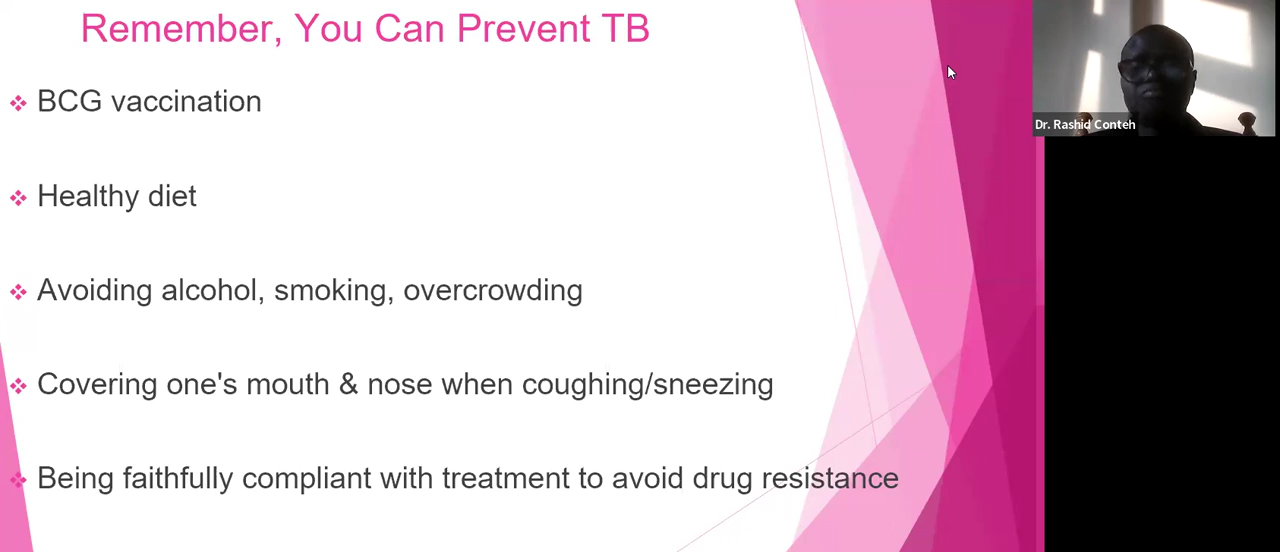 Remember, You Can Prevent TB
BCG vaccination
Healthy diet
Avoiding alcohol, smoking, overcrowding
Covering one's mouth & nose when coughing/sneezing
Being faithfully compliant with treatment to avoid drug resistance
Dr. Rashid Conteh